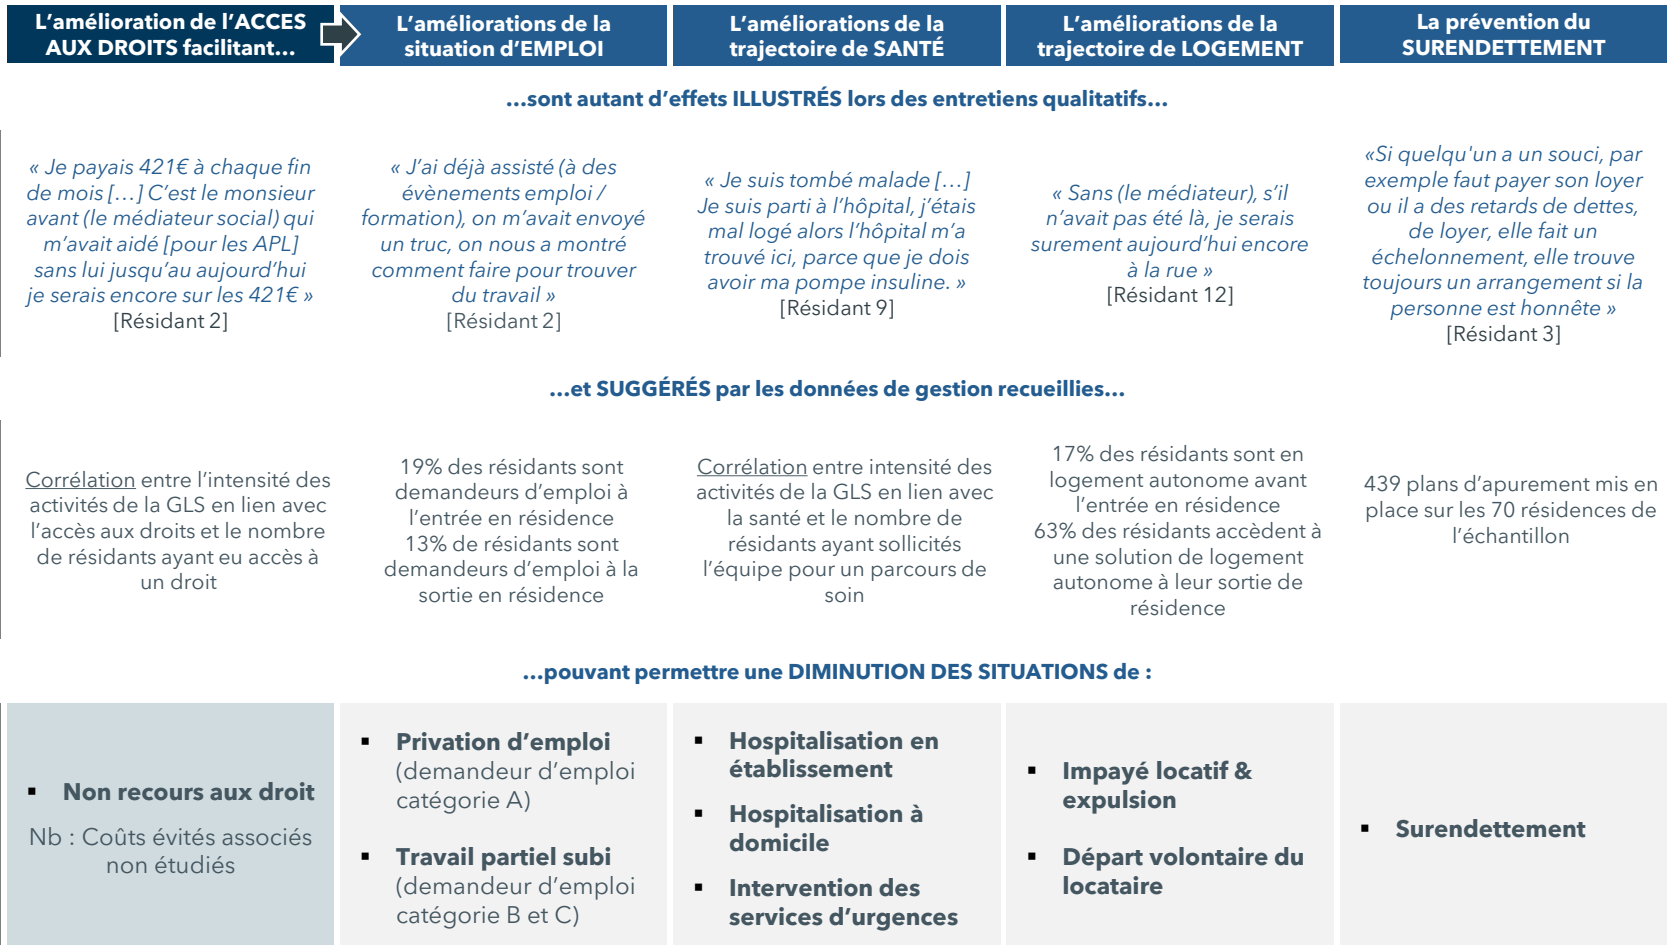 L'amélioration de l'ACCES
AUX DROITS facilitant…
L'améliorations de la
situation d'EMPLOI
L'améliorations de la
trajectoire de SANTÉ
L'améliorations de la
trajectoire de LOGEMENT
La prévention du
SURENDETTEMENT
…sont autant d'effets ILLUSTRÉS lors des entretiens qualitatifs…
« Je payais 421€ à chaque fin
de mois […] C'est le monsieur
avant (le médiateur social) qui
m'avait aidé [pour les APL]
sans lui jusqu'au aujourd'hui
je serais encore sur les 421€ »
[Résidant 2]
« J'ai déjà assisté (à des
évènements emploi /
formation), on m'avait envoyé
un truc, on nous a montré
comment faire pour trouver
du travail »
[Résidant 2]
« Je suis tombé malade […]
Je suis parti à l'hôpital, j'étais
mal logé alors l'hôpital m'a
trouvé ici, parce que je dois
avoir ma pompe insuline. »
[Résidant 9]
« Sans (le médiateur), s'il
n'avait pas été là, je serais
surement aujourd'hui encore
à la rue »
[Résidant 12]
«Si quelqu'un a un souci, par
exemple faut payer son loyer
ou il a des retards de dettes,
de loyer, elle fait un
échelonnement, elle trouve
toujours un arrangement si la
personne est honnête »
[Résidant 3]
…et SUGGÉRÉS par les données de gestion recueillies…
Corrélation entre l'intensité des
activités de la GLS en lien avec
l'accès aux droits et le nombre
de résidants ayant eu accès à
un droit
19% des résidants sont
demandeurs d'emploi à
l'entrée en résidence
13% de résidants sont
demandeurs d'emploi à la
sortie en résidence
Corrélation entre intensité des
activités de la GLS en lien avec
la santé et le nombre de
résidants ayant sollicités
l'équipe pour un parcours de
soin
17% des résidants sont en
logement autonome avant
l'entrée en résidence
63% des résidants accèdent à
une solution de logement
autonome à leur sortie de
résidence
439 plans d'apurement mis en
place sur les 70 résidences de
l'échantillon
…pouvant permettre une DIMINUTION DES SITUATIONS de :
▪ Non recours aux droit
Nb : Coûts évités associés
non étudiés
▪ Privation d'emploi
(demandeur d'emploi
catégorie A)
▪ Travail partiel subi
(demandeur d'emploi
catégorie B et C)
▪ Hospitalisation en
établissement
▪ Hospitalisation à
domicile
▪ Intervention des
services d'urgences
▪ Impayé locatif &
expulsion
▪ Départ volontaire du
locataire
▪ Surendettement